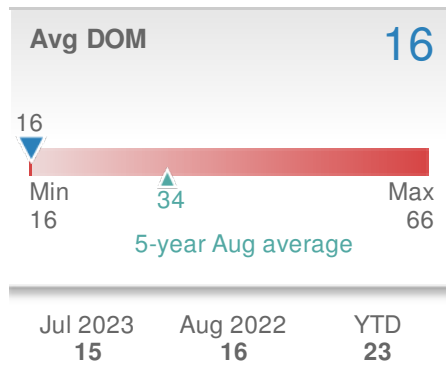 Avg DOM 16
16
Min Max
16 34 66
5-year Aug average
Jul 2023 Aug 2022 YTD
15 16 23